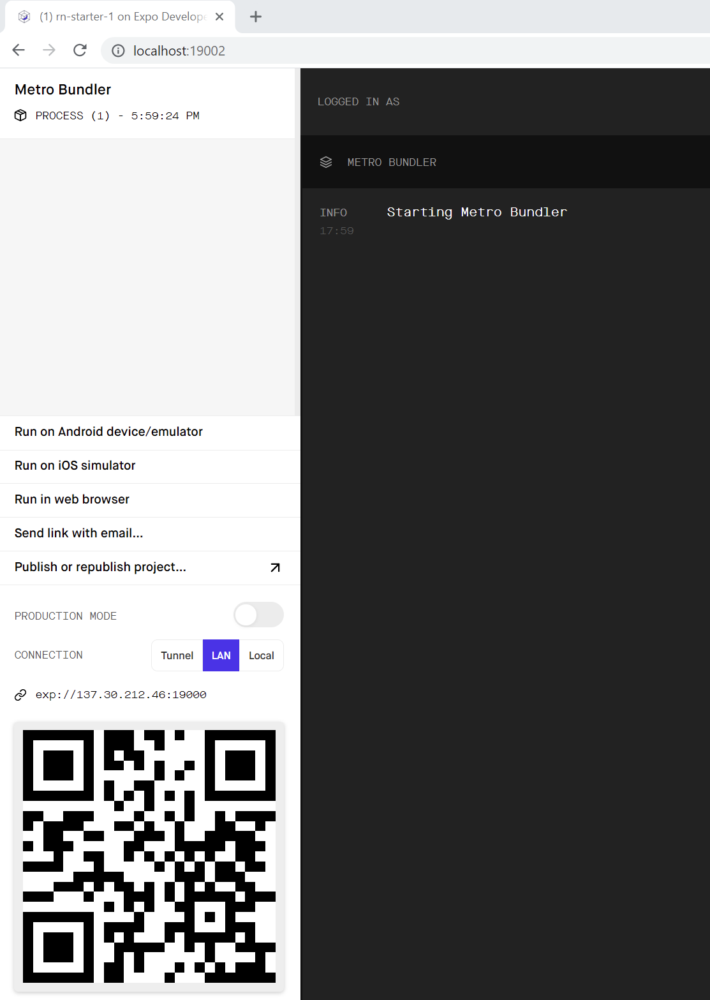 (1) rn-starter-1 on Expo Develope
localhost:19002
Metro Bundler
PROCESS (1) - 5:59:24 PM
LOGGED IN AS
METRO BUNDLER
INFO Starting Metro Bundler
17:59
Run on Android device/emulator
Run on iOS simulator
Run in web browser
Send link with email...
Publish or republish project...
PRODUCTION MODE
CONNECTION Tunnel LAN Local
exp://137.30.212.46:19000